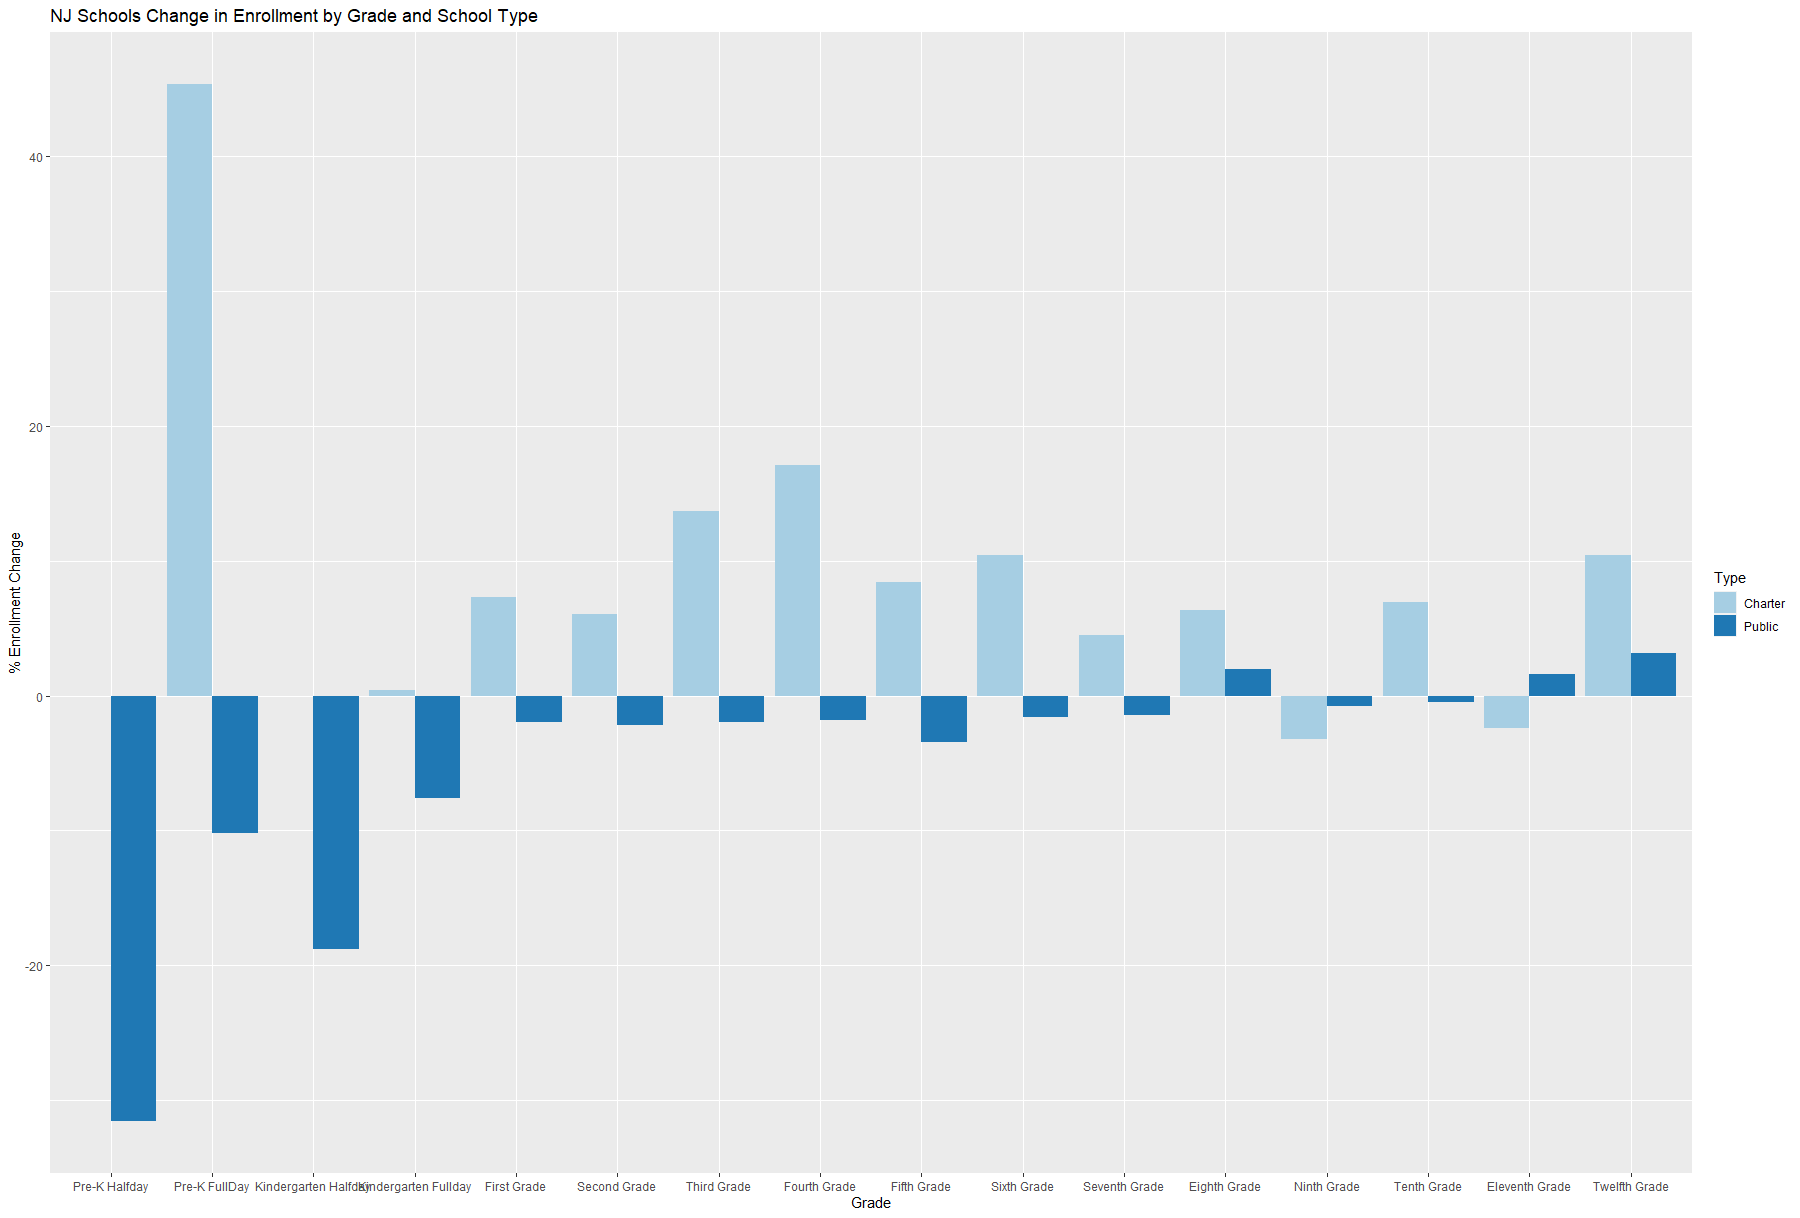 NJ Schools Change in Enrollment by Grade and School Type
% Enrollment Change
40
20
0
-20
Pre-K Halfday Pre-K FullDay Kindergarten Halfday Kindergarten Fullday First Grade Second Grade Third Grade Fourth Grade Fifth Grade Sixth Grade Seventh Grade Eighth Grade Ninth Grade Tenth Grade Eleventh Grade Twelfth Grade
Grade
Type
Charter
Public